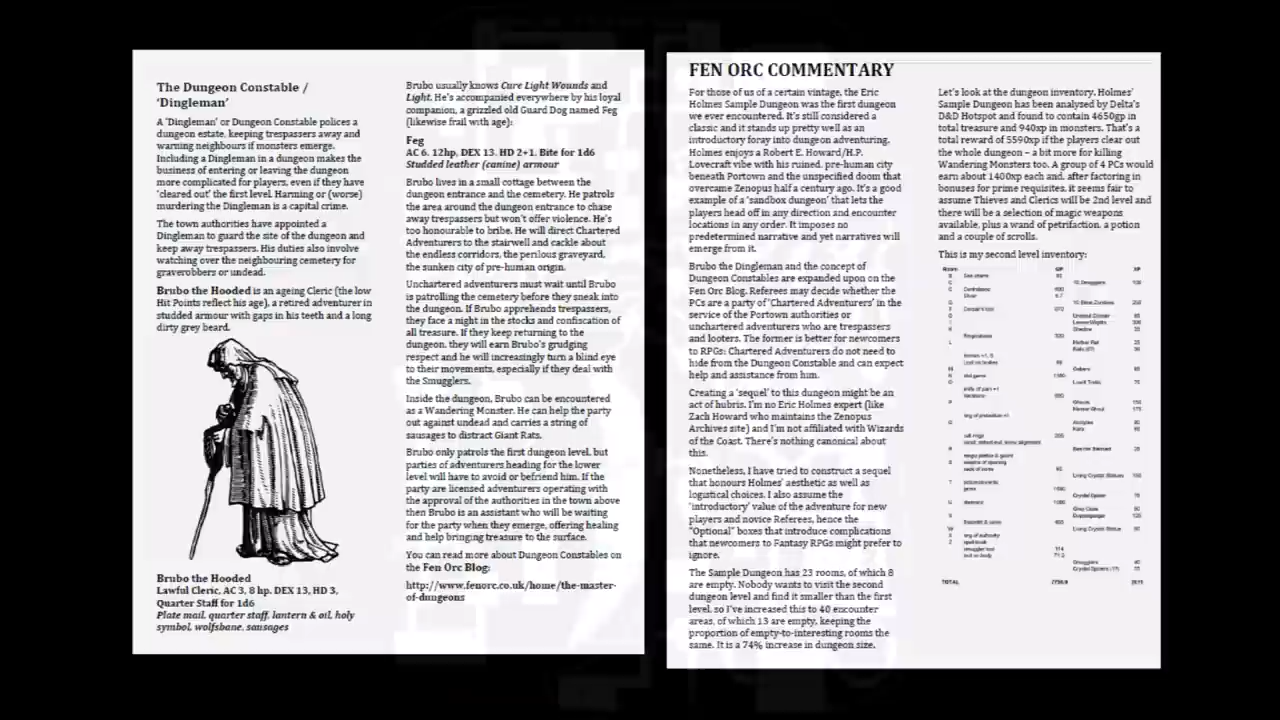 The Dungeon Constable /
'Dingleman'
A 'Dingleman' or Dungeon Constable polices a
dungeon estate, keeping trespassers away and
warning neighbours if monsters emerge.
Including a Dingleman in a dungeon makes the
business of entering or leaving the dungeon
more complicated for players, even if they have
'cleared out' the first level. Harming or (worse)
murdering the Dingleman is a capital crime.
The town authorities have appointed a
Dingleman to guard the site of the dungeon and
keep away trespassers. His duties also involve
watching over the neighbouring cemetery for
graverobbers or undead.
Brubo the Hooded is an ageing Cleric (the low
Hit Points reflect his age), a retired adventurer in
studded armour with gaps in his teeth and a long
dirty grey beard.
Brubo the Hooded
Lawful Cleric, AC 3, 8 hp. DEX 13, HD 3,
Quarter Staff for 1d6
Plate mail, quarter staff, lantern & oil, holy
symbol, wolfsbane, sausages
Brubo usually knows Cure Light Wounds and
Light. He's accompanied everywhere by his loyal
companion, a grizzled old Guard Dog named Feg
(likewise frail with age):
Feg
AC 6. 12hp, DEX 13. HD 2+1. Bite for 1d6
Studded leather (canine) armour
Brubo lives in a small cottage between the
dungeon entrance and the cemetery. He patrols
the area around the dungeon entrance to chase
away trespassers but won't offer violence. He's
too honourable to bribe. He will direct Chartered
Adventurers to the stairwell and cackle about
the endless corridors, the perilous graveyard,
the sunken city of pre-human origin.
Unchartered adventurers must wait until Brubo
is patrolling the cemetery before they sneak into
the dungeon. If Brubo apprehends trespassers,
they face a night in the stocks and confiscation of
all treasure. If they keep returning to the
dungeon, they will earn Brubo's grudging
respect and he will increasingly turn a blind eye
to their movements, especially if they deal with
the Smugglers.
Inside the dungeon, Brubo can be encountered
as a Wandering Monster. He can help the party
out against undead and carries a string of
sausages to distract Giant Rats.
Brubo only patrols the first dungeon level, but
parties of adventurers heading for the lower
level will have to avoid or befriend him. If the
party are licensed adventurers operating with
the approval of the authorities in the town above
then Brubo is an assistant who will be waiting
for the party when they emerge, offering healing
and help bringing treasure to the surface.
You can read more about Dungeon Constables on
the Fen Orc Blog:
http://www.fenorc.co.uk/home/the-master-
of-dungeons
FEN ORC COMMENTARY
For those of us of a certain vintage, the Eric
Holmes Sample Dungeon was the first dungeon
we ever encountered. It's still considered a
classic and it stands up pretty well as an
introductory foray into dungeon adventuring.
Holmes enjoys a Robert E. Howard/H.P.
Lovecraft vibe with his ruined, pre-human city
beneath Portown and the unspecified doom that
overcame Zenopus half a century ago. It's a good
example of a 'sandbox dungeon' that lets the
players head off in any direction and encounter
locations in any order. It imposes no
predetermined narrative and yet narratives will
emerge from it.
Brubo the Dingleman and the concept of
Dungeon Constables are expanded upon on the
Fen Orc Blog. Referees may decide whether the
PCs are a party of 'Chartered Adventurers' in the
service of the Portown authorities or
unchartered adventurers who are trespassers
and looters. The former is better for newcomers
to RPGs: Chartered Adventurers do not need to
hide from the Dungeon Constable and can expect
help and assistance from him.
Creating a 'sequel' to this dungeon might be an
act of hubris. I'm no Eric Holmes expert (like
Zach Howard who maintains the Zenopus
Archives site) and I'm not affiliated with Wizards
of the Coast. There's nothing canonical about
this.
Nonetheless, I have tried to construct a sequel
that honours Holmes' aesthetic as well as
logistical choices. I also assume the
'introductory' value of the adventure for new
players and novice Referees, hence the
"Optional" boxes that introduce complications
that newcomers to Fantasy RPGs might prefer to
ignore.
The Sample Dungeon has 23 rooms, of which 8
are empty. Nobody wants to visit the second
dungeon level and find it smaller than the first
level, so I've increased this to 40 encounter
areas, of which 13 are empty, keeping the
proportion of empty-to-interesting rooms the
same. It is a 74% increase in dungeon size.
Let's look at the dungeon inventory. Holmes'
Sample Dungeon has been analysed by Delta's
D&D Hotspot and found to contain 4650gp in
total treasure and 940xp in monsters. That's a
total reward of 5590xp if the players clear out
the whole dungeon – a bit more for killing
Wandering Monsters too. A group of 4 PCs would
earn about 1400xp each and, after factoring in
bonuses for prime requisites, it seems fair to
assume Thieves and Clerics will be 2nd level and
there will be a selection of magic weapons
available, plus a wand of petrifaction, a potion
and a couple of scrolls.
This is my second level inventory:
Room GP XP
Living Crystal Statues
Crystal Spider
Grey Ooze
Doppelganger
Living Crystal Statue
Smugglers
TOTAL